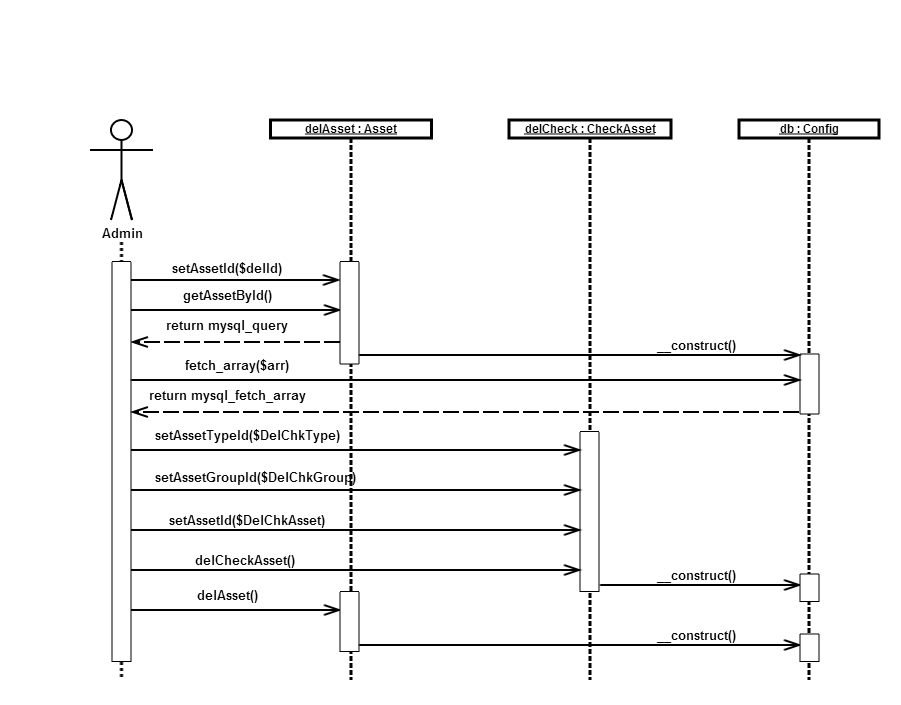 delAsset : Asset
delCheck : CheckAsset
db : Config
Admin
setAssetId($delId)
getAssetById()
return mysql_query
__construct()
fetch_array($arr)
return mysql_fetch_array
setAssetTypeId($DelChkType)
setAssetGroupId($DelChkGroup)
setAssetId($DelChkAsset)
delCheckAsset()
__construct()
delAsset()
__construct()